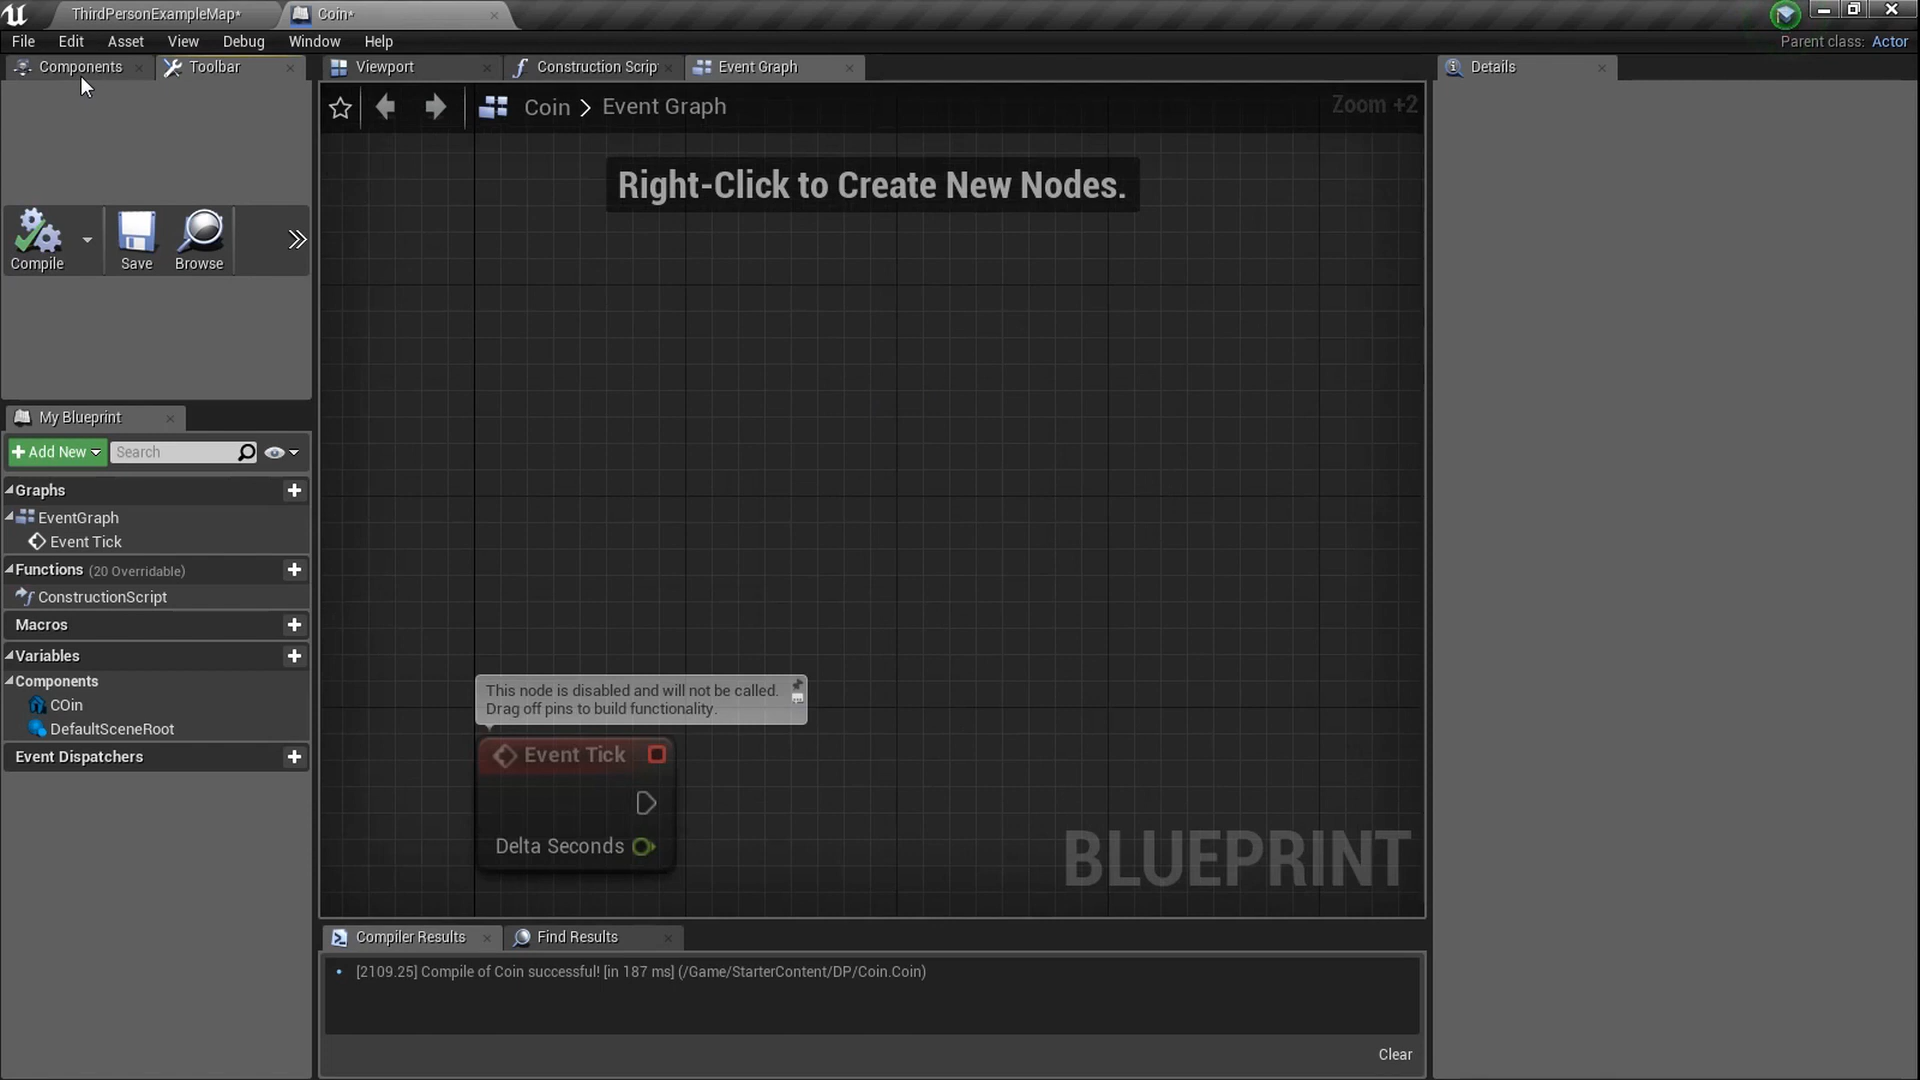 ThirdPersonExampleMap*
Coin*
File
Edit
Asset
View
Debug
Window
Help
Parent class: Actor
Components
Toolbar
Viewport
Construction Scrip
Event Graph
Details
Coin > Event Graph
Zoom +2
Right-Click to Create New Nodes.
Compile
Save
Browse
My Blueprint
+ Add New
Search
Graphs
EventGraph
Event Tick
Functions (20 Overridable)
ConstructionScript
Macros
Variables
Components
COin
DefaultSceneRoot
Event Dispatchers
This node is disabled and will not be called.
Drag off pins to build functionality.
Event Tick
Delta Seconds
BLUEPRINT
Compiler Results
Find Results
[2109.25] Compile of Coin successful! [in 187 ms] (/Game/StarterContent/DP/Coin.Coin)
Clear